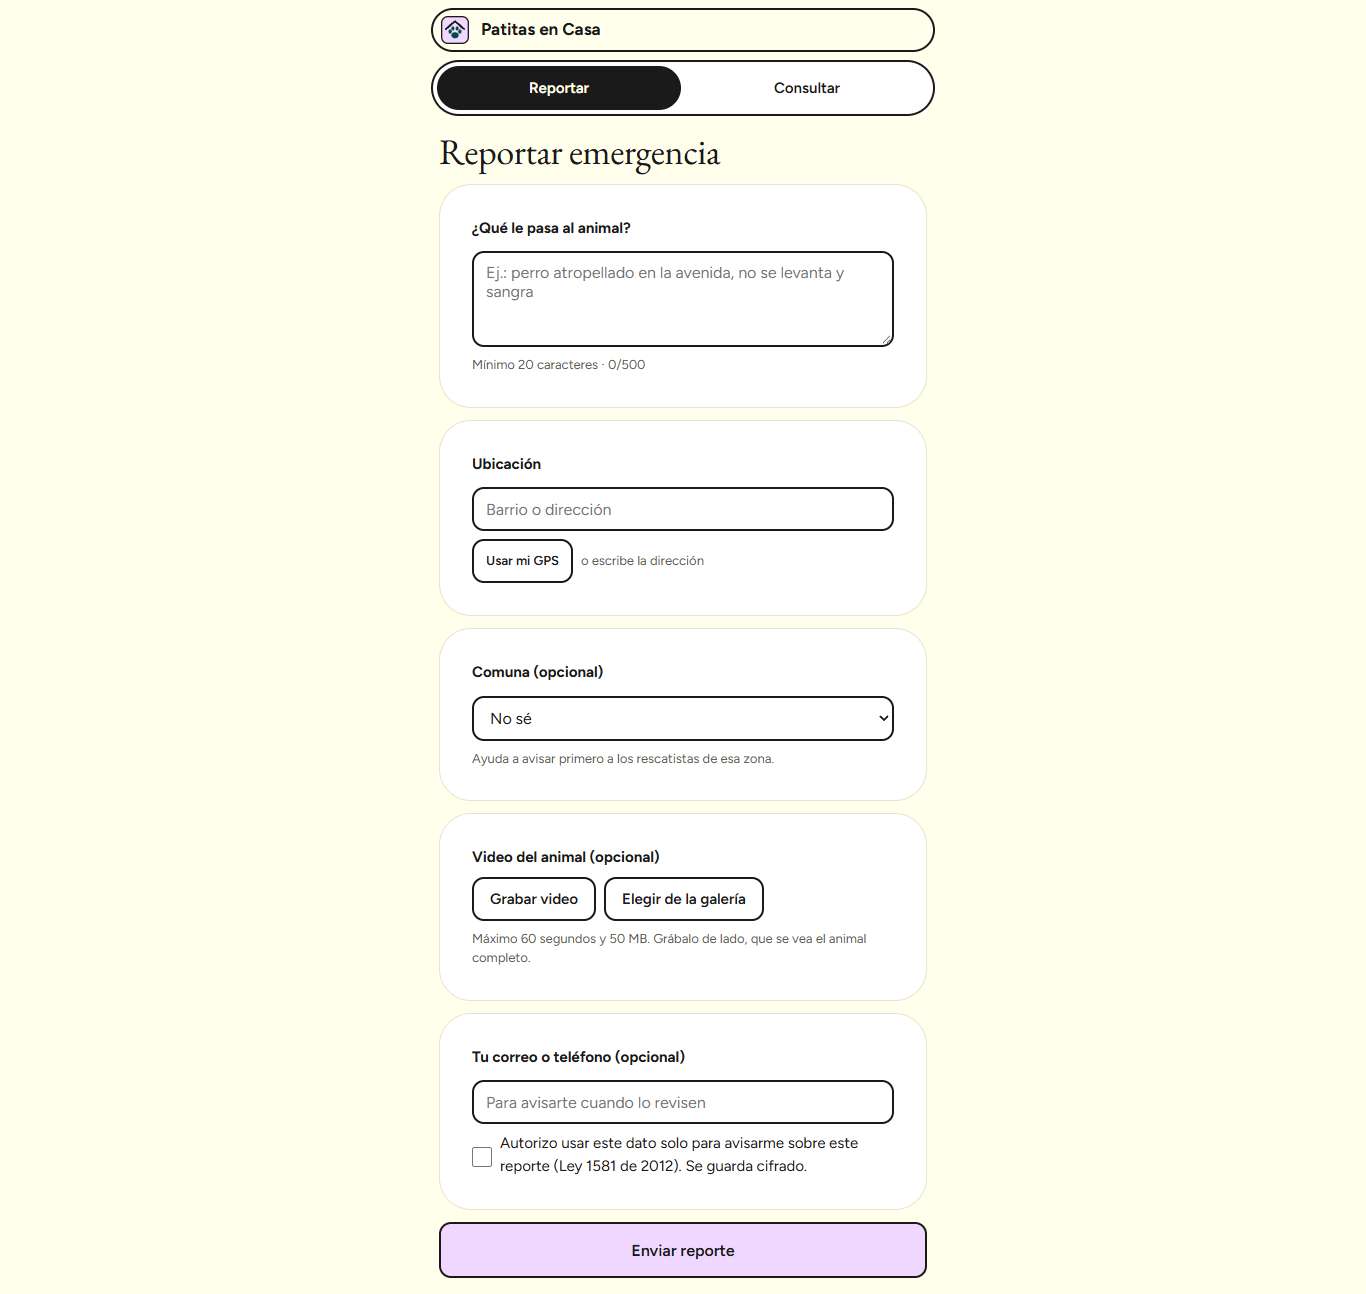 Patitas en Casa
Reportar
Consultar
Reportar emergencia
¿Qué le pasa al animal?
Ej.: perro atropellado en la avenida, no se levanta y
sangra
Mínimo 20 caracteres · 0/500
Ubicación
Barrio o dirección
Usar mi GPS
o escribe la dirección
Comuna (opcional)
No sé
Ayuda a avisar primero a los rescatistas de esa zona.
Video del animal (opcional)
Grabar video
Elegir de la galería
Máximo 60 segundos y 50 MB. Grábalo de lado, que se vea el animal
completo.
Tu correo o teléfono (opcional)
Para avisarte cuando lo revisen
Autorizo usar este dato solo para avisarme sobre este
reporte (Ley 1581 de 2012). Se guarda cifrado.
Enviar reporte